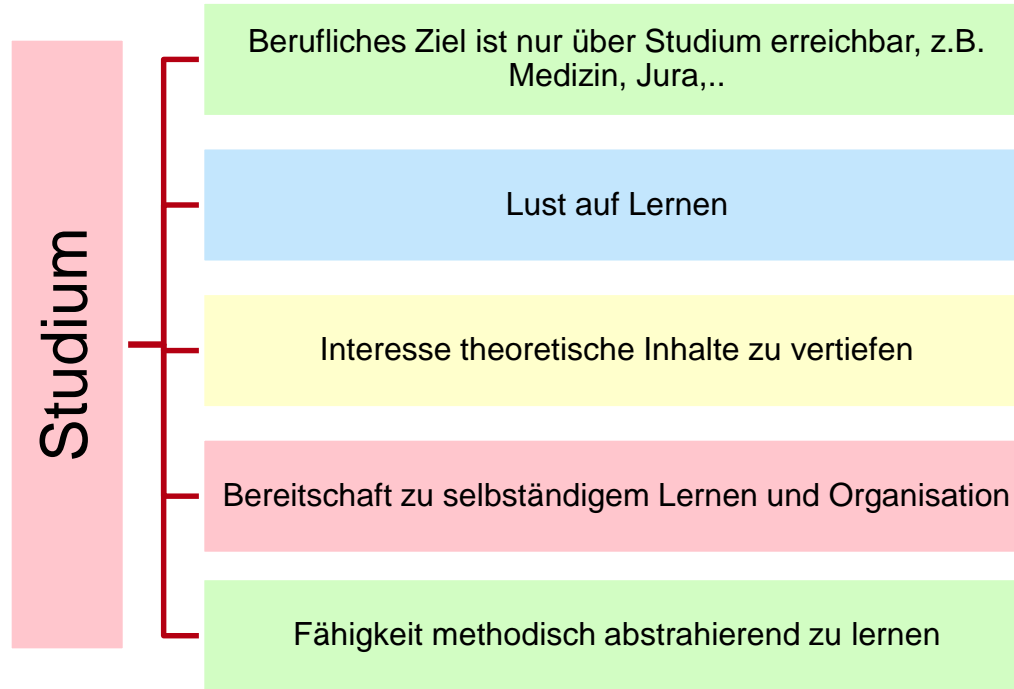 Studium
Berufliches Ziel ist nur über Studium erreichbar, z.B.
Medizin, Jura,..
Lust auf Lernen
Interesse theoretische Inhalte zu vertiefen
Bereitschaft zu selbständigem Lernen und Organisation
Fähigkeit methodisch abstrahierend zu lernen